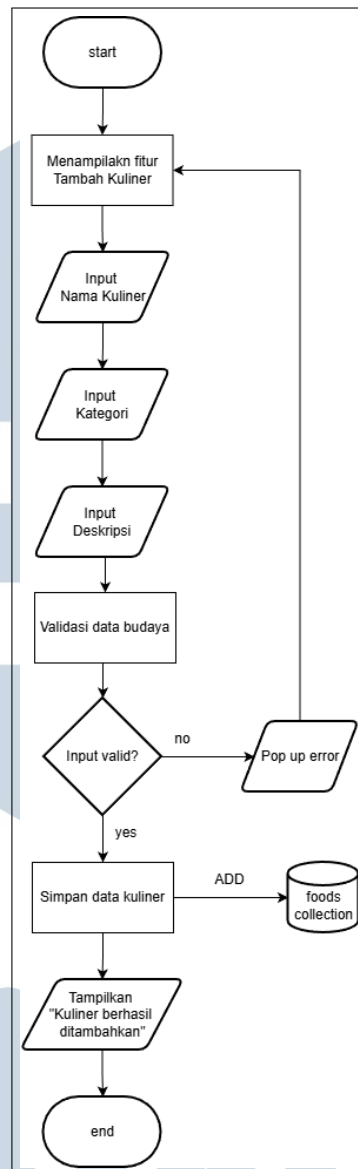 start
Menampilakn fitur
Tambah Kuliner
Input
Nama Kuliner
Input
Kategori
Input
Deskripsi
Validasi data budaya
Input valid?
no
Pop up error
yes
Simpan data kuliner
ADD
foods
collection
Tampilkan
"Kuliner berhasil
ditambahkan"
end